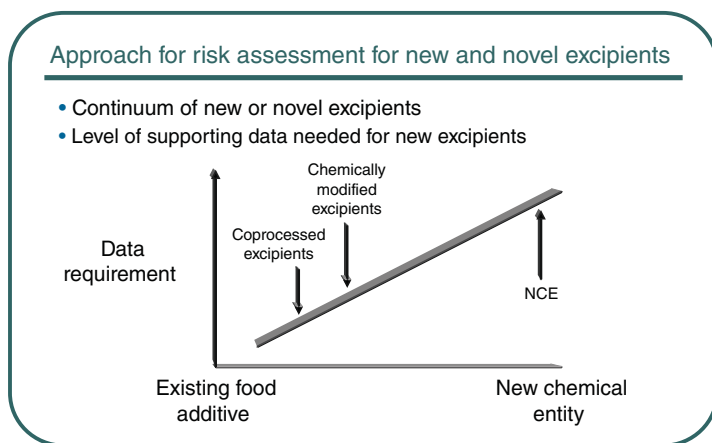 Approach for risk assessment for new and novel excipients
• Continuum of new or novel excipients
• Level of supporting data needed for new excipients
Chemically
modified
excipients
Coprocessed
excipients
Data
requirement
NCE
Existing food
additive
New chemical
entity